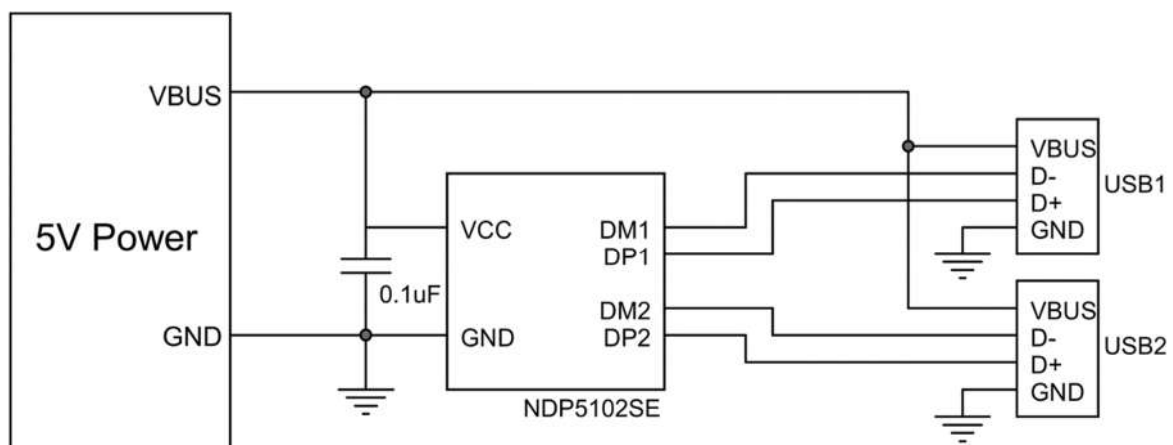 5V Power
VBUS
GND
0.1uF
VCC
GND
DM1
DP1
DM2
DP2
NDP5102SE
VBUS
D-
D+
GND
USB1
VBUS
D-
D+
GND
USB2